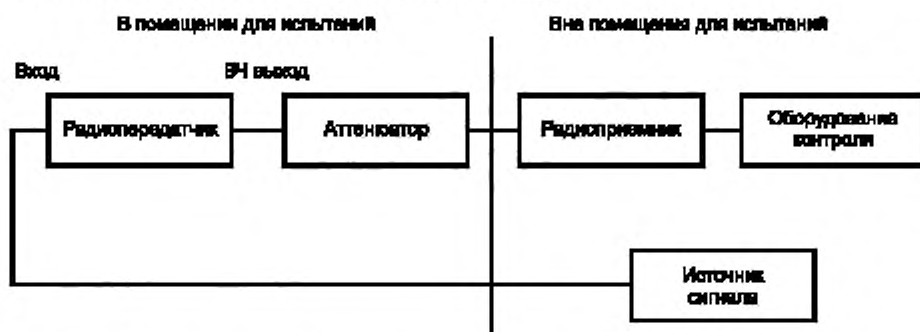 В помещении для испытаний
Вне помещения для испытаний
Вход
ВЧ выход
Радиопередатчик
Аттенюатор
Радиоприемник
Оборудование
контроля
Источник
сигнала